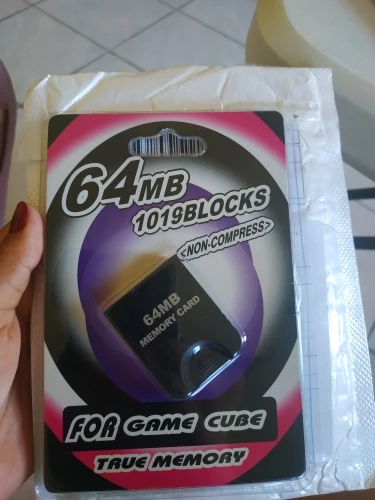 64MB
1019BLOCKS
<NON-COMPRESS>
64MB
MEMORY CARD
FOR GAME CUBE
TRUE MEMORY